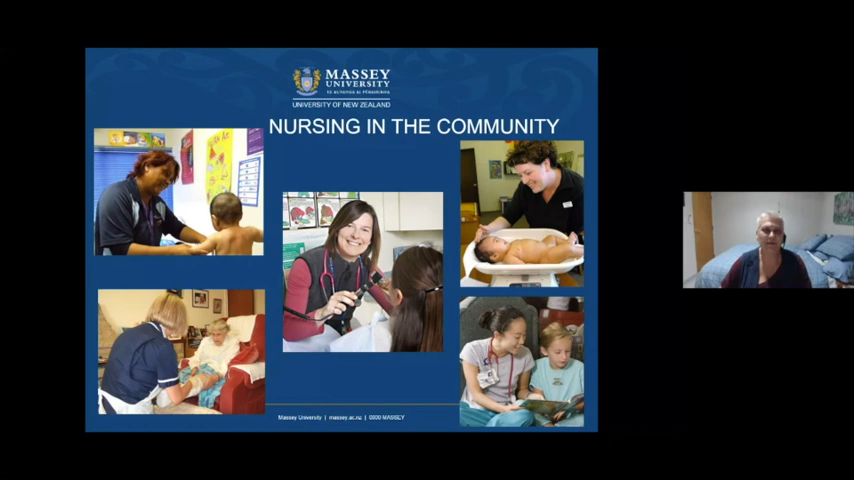 MASSEY
UNIVERSITY
TE KUNENGA KI PŪREHUROA
UNIVERSITY OF NEW ZEALAND
NURSING IN THE COMMUNITY
Massey University | massey.ac.nz | 0800 MASSEY